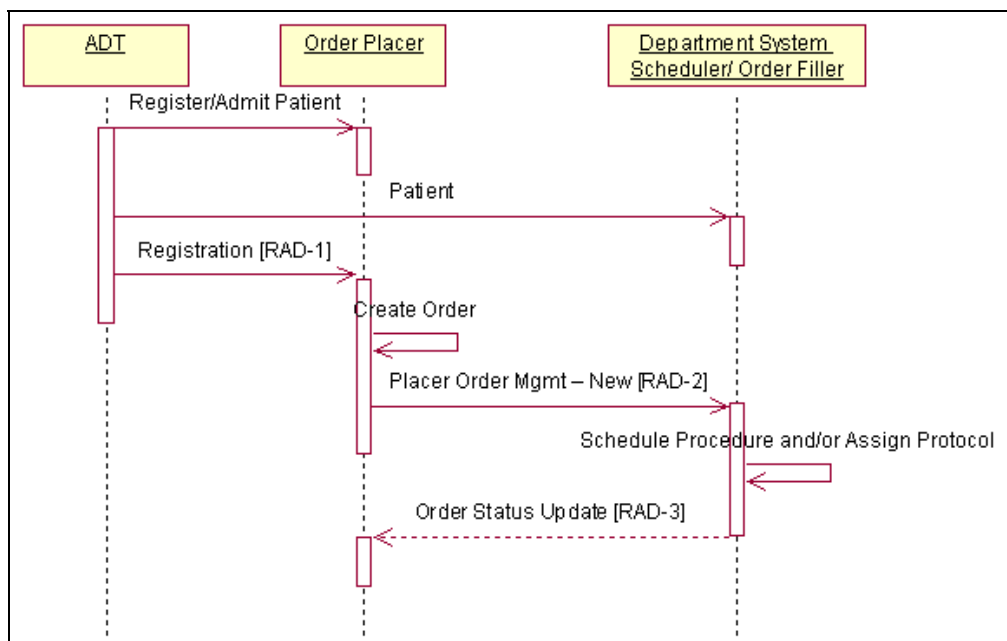 ADT
Order Placer
Department System
Scheduler/ Order Filler
Register/Admit Patient
Patient
Registration [RAD-1]
Create Order
Placer Order Mgmt – New [RAD-2]
Schedule Procedure and/or Assign Protocol
Order Status Update [RAD-3]